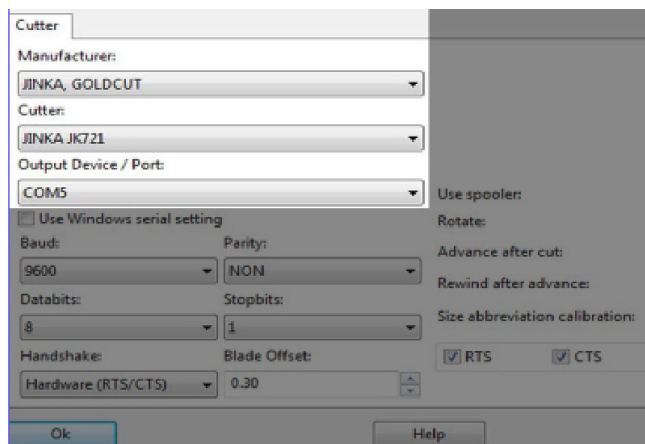 Cutter
Manufacturer:
JINKA, GOLDCUT
Cutter:
JINKA JK721
Output Device / Port:
COM5
Use spooler:
Use Windows serial setting
Rotate:
Baud:
Parity:
Advance after cut:
9600
NON
Rewind after advance:
Databits:
Stopbits:
Size abbreviation calibration:
8
1
Handshake:
Blade Offset:
RTS
CTS
Hardware (RTS/CTS)
0.30
Ok
Help